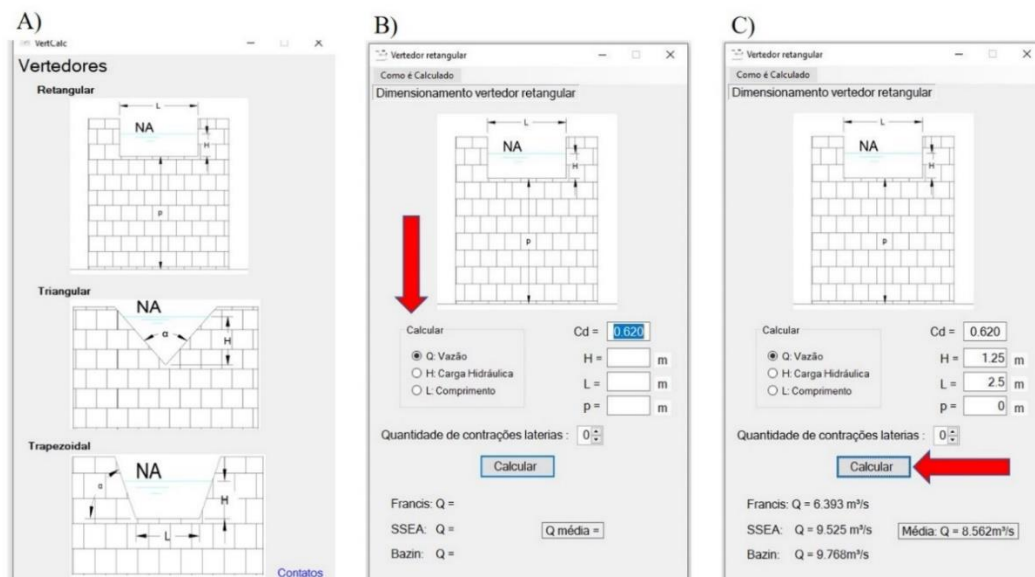 A)
VertCalc
Vertedores
Retangular
L
NA
H
p
Triangular
NA
α
H
Trapezoidal
NA
α
H
L
Contatos
B)
Vertedor retangular
Como é Calculado
Dimensionamento vertedor retangular
L
NA
H
p
Calcular
Q: Vazão
H: Carga Hidráulica
L: Comprimento
Cd = 0.620
H = m
L = m
p = m
Quantidade de contrações laterias : 0
Calcular
Francis: Q =
SSEA: Q =
Q média =
Bazin: Q =
C)
Vertedor retangular
Como é Calculado
Dimensionamento vertedor retangular
L
NA
H
p
Calcular
Q: Vazão
H: Carga Hidráulica
L: Comprimento
Cd = 0.620
H = 1.25 m
L = 2.5 m
p = 0 m
Quantidade de contrações laterias : 0
Calcular
Francis: Q = 6.393 m³/s
SSEA: Q = 9.525 m³/s
Média: Q = 8.562m³/s
Bazin: Q = 9.768m³/s